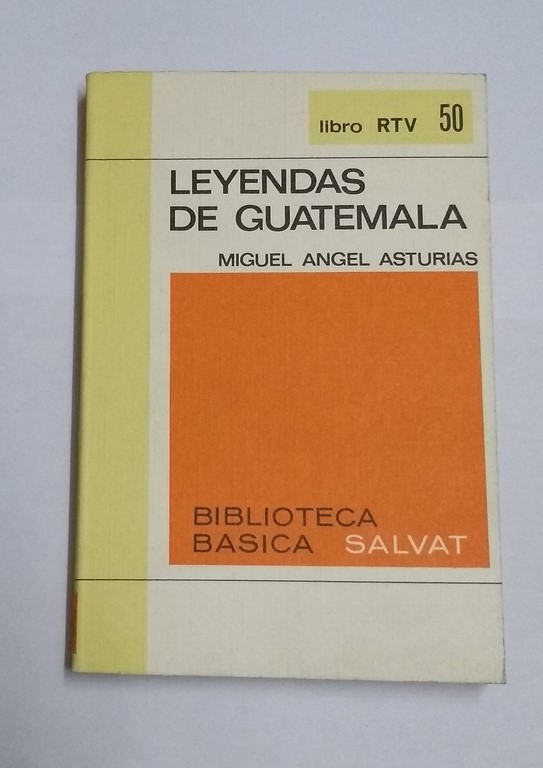 libro RTV 50
LEYENDAS
DE GUATEMALA
MIGUEL ANGEL ASTURIAS
BIBLIOTECA
BASICA SALVAT